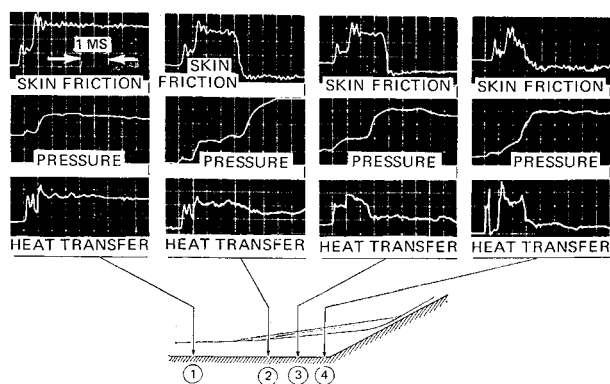 1 MS
SKIN FRICTION
SKIN
FRICTION
SKIN FRICTION
SKIN FRICTION
PRESSURE
PRESSURE
PRESSURE
PRESSURE
HEAT TRANSFER
HEAT TRANSFER
HEAT TRANSFER
HEAT TRANSFER
1
2
3
4